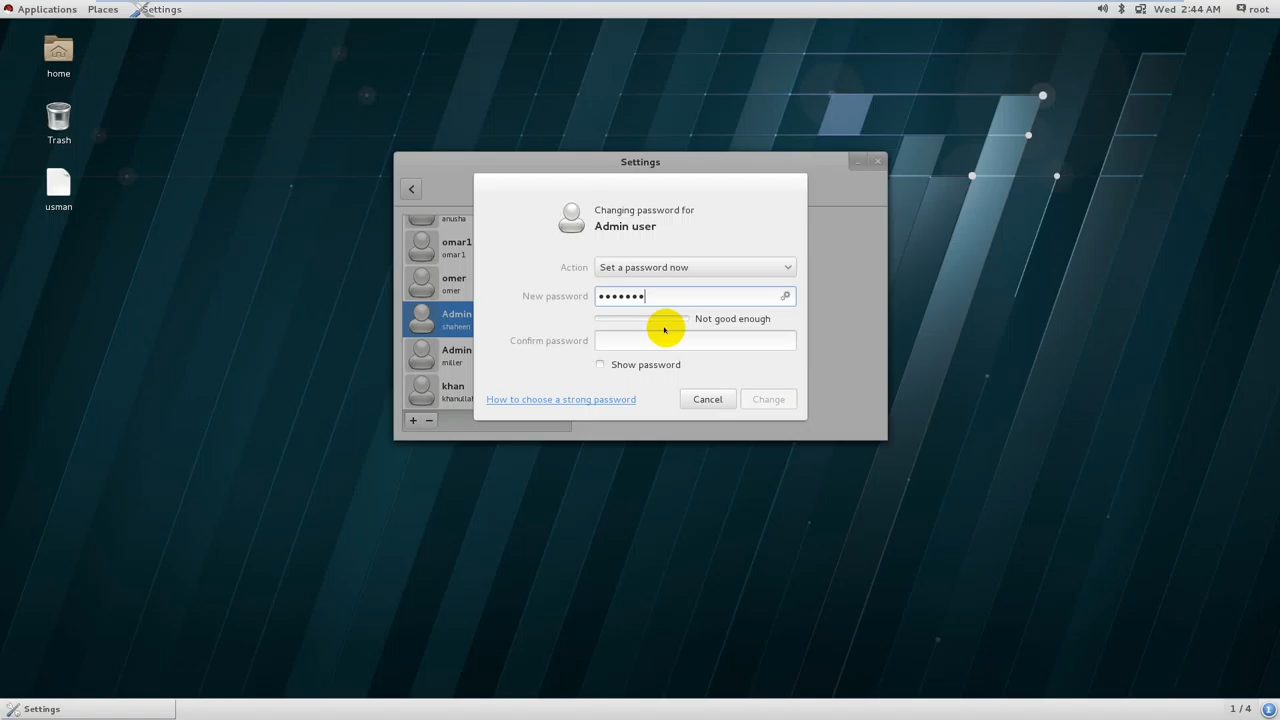 Applications Places Settings Wed 2:44 AM root
home
Trash
usman
Settings
Changing password for
Admin user
anusha
omar1
omar1
omer
omer
Admin
shaheen
Admin
miller
khan
khanullah
Action Set a password now
New password •••••••
Not good enough
Confirm password
Show password
How to choose a strong password Cancel Change
Settings 1 / 4 1